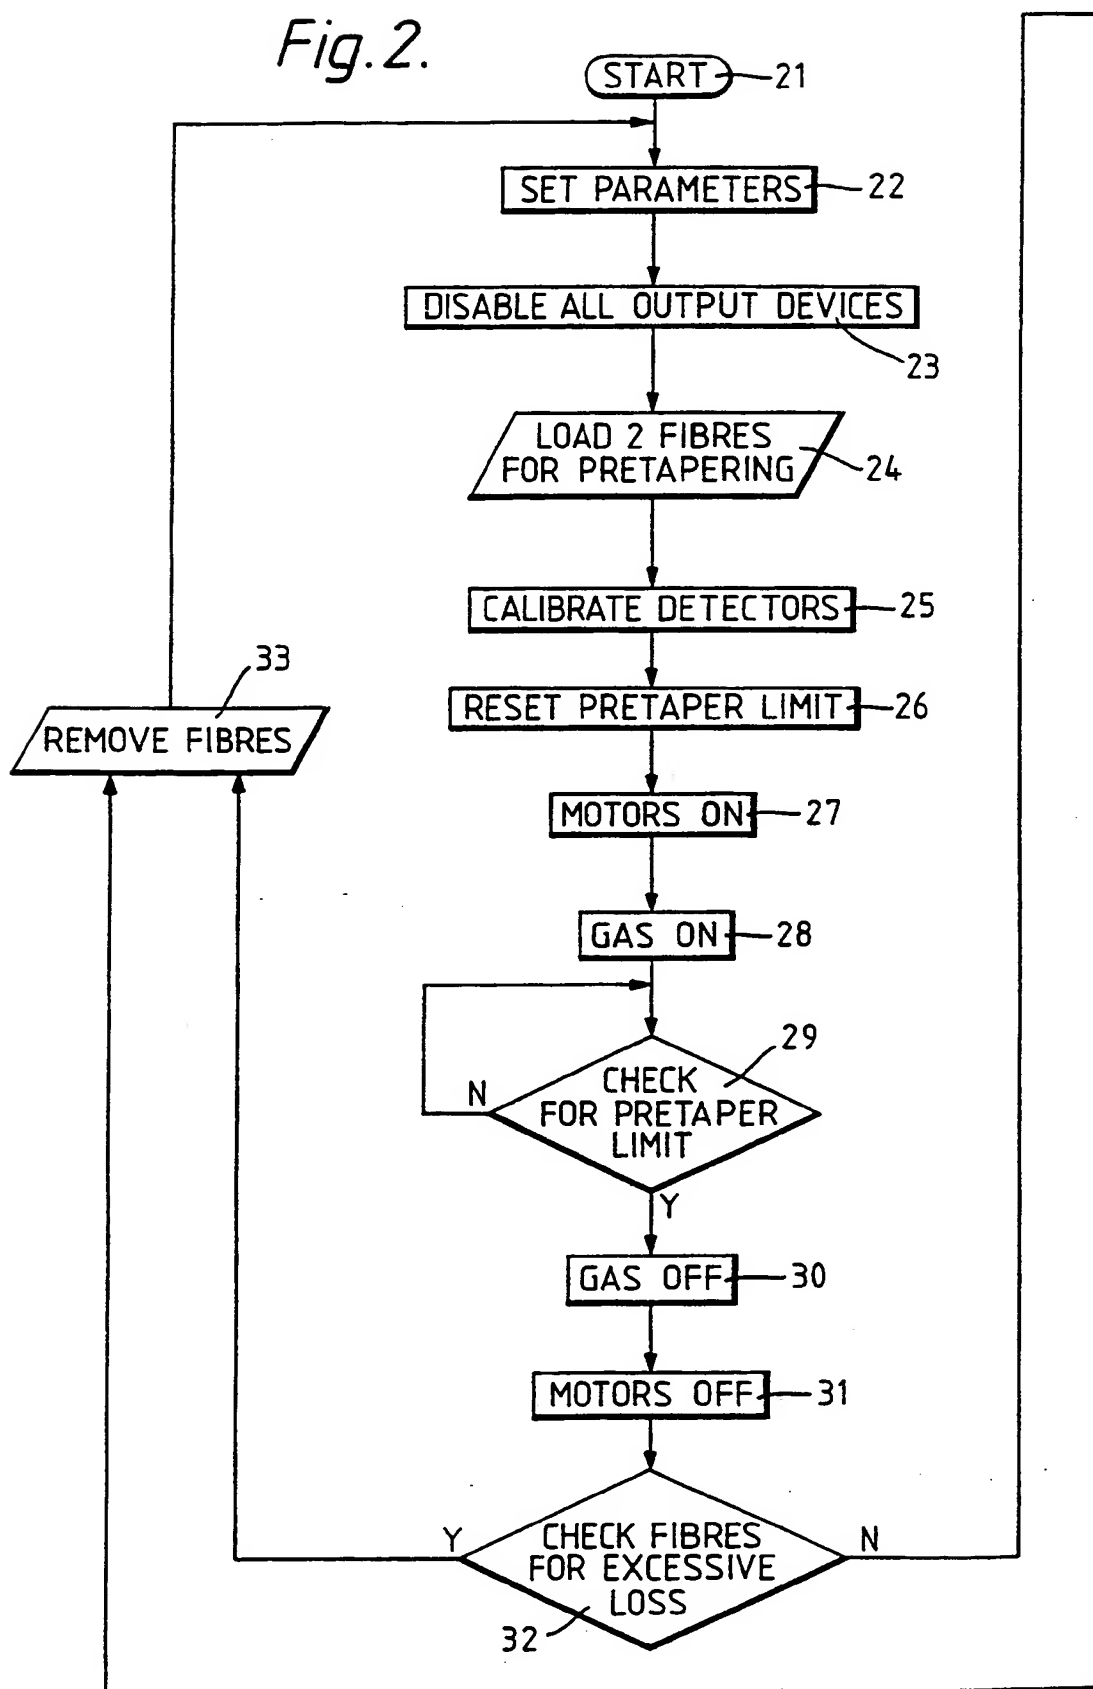 Fig. 2.
START 21
SET PARAMETERS 22
DISABLE ALL OUTPUT DEVICES
23
LOAD 2 FIBRES
FOR PRETAPERING
24
CALIBRATE DETECTORS 25
33
RESET PRETAPER LIMIT 26
REMOVE FIBRES
MOTORS ON 27
GAS ON 28
29
N
CHECK
FOR PRETAPER
LIMIT
Y
GAS OFF 30
MOTORS OFF 31
Y
CHECK FIBRES
FOR EXCESSIVE
LOSS
N
32